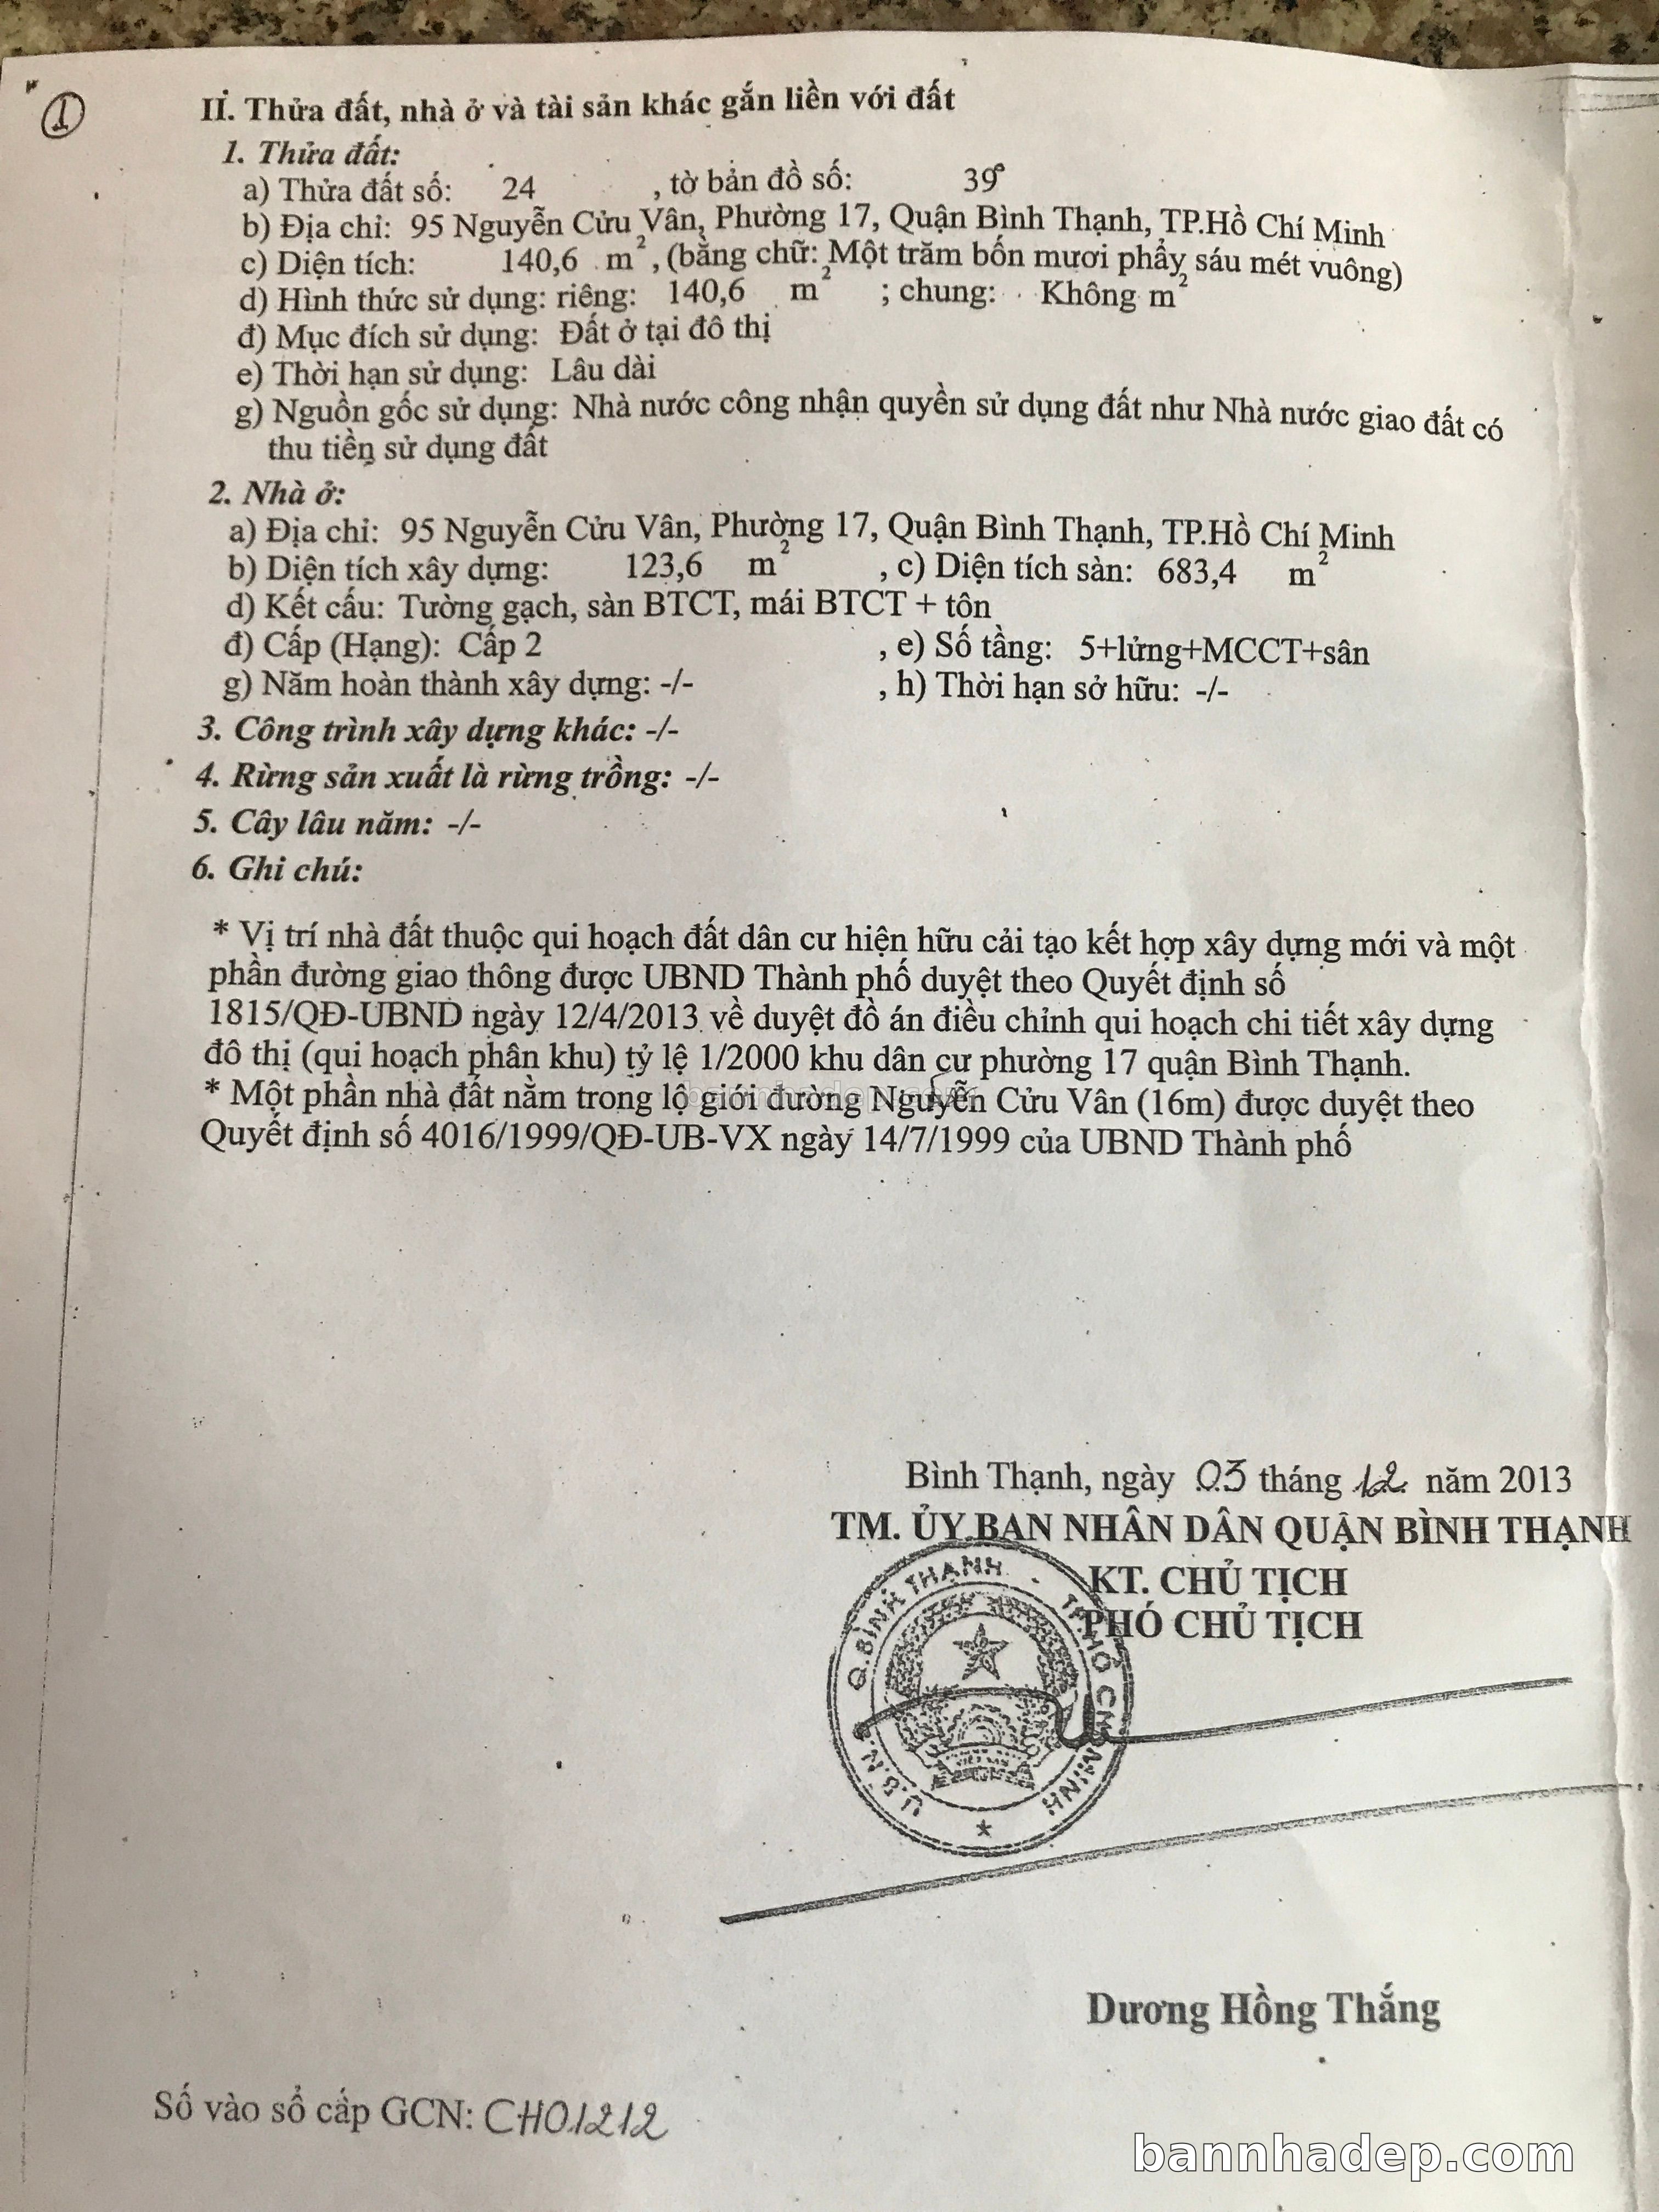 1
II. Thửa đất, nhà ở và tài sản khác gắn liền với đất
1. Thửa đất:
a) Thửa đất số: 24 , tờ bản đồ số: 39
b) Địa chỉ: 95 Nguyễn Cửu Vân, Phường 17, Quận Bình Thạnh, TP.Hồ Chí Minh
c) Diện tích: 140,6 m², (bằng chữ: Một trăm bốn mươi phẩy sáu mét vuông)
d) Hình thức sử dụng: riêng: 140,6 m² ; chung: Không m²
đ) Mục đích sử dụng: Đất ở tại đô thị
e) Thời hạn sử dụng: Lâu dài
g) Nguồn gốc sử dụng: Nhà nước công nhận quyền sử dụng đất như Nhà nước giao đất có
thu tiền sử dụng đất
2. Nhà ở:
a) Địa chỉ: 95 Nguyễn Cửu Vân, Phường 17, Quận Bình Thạnh, TP.Hồ Chí Minh
b) Diện tích xây dựng: 123,6 m² , c) Diện tích sàn: 683,4 m²
d) Kết cấu: Tường gạch, sàn BTCT, mái BTCT + tôn
đ) Cấp (Hạng): Cấp 2 , e) Số tầng: 5+lửng+MCCT+sân
g) Năm hoàn thành xây dựng: -/- , h) Thời hạn sở hữu: -/-
3. Công trình xây dựng khác: -/-
4. Rừng sản xuất là rừng trồng: -/-
5. Cây lâu năm: -/-
6. Ghi chú:
* Vị trí nhà đất thuộc qui hoạch đất dân cư hiện hữu cải tạo kết hợp xây dựng mới và một
phần đường giao thông được UBND Thành phố duyệt theo Quyết định số
1815/QĐ-UBND ngày 12/4/2013 về duyệt đồ án điều chỉnh qui hoạch chi tiết xây dựng
đô thị (qui hoạch phân khu) tỷ lệ 1/2000 khu dân cư phường 17 quận Bình Thạnh.
* Một phần nhà đất nằm trong lộ giới đường Nguyễn Cửu Vân (16m) được duyệt theo
Quyết định số 4016/1999/QĐ-UB-VX ngày 14/7/1999 của UBND Thành phố
bannhadep.com
Bình Thạnh, ngày 03 tháng 12 năm 2013
TM. ỦY BAN NHÂN DÂN QUẬN BÌNH THẠNH
KT. CHỦ TỊCH
PHÓ CHỦ TỊCH
U.B.N.D Q.BÌNH THẠNH - TP.HỒ CHÍ MINH
VIỆT NAM
Dương Hồng Thắng
Số vào sổ cấp GCN: CH01212
bannhadep.com